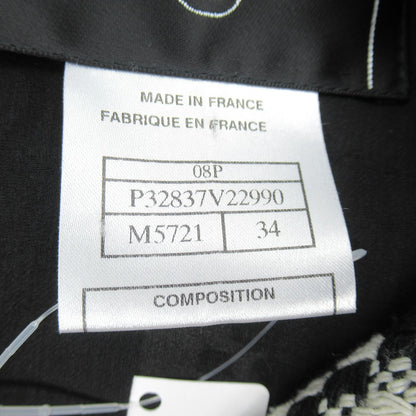 MADE IN FRANCE
FABRIQUE EN FRANCE
08P
P32837V22990
M5721 34
COMPOSITION